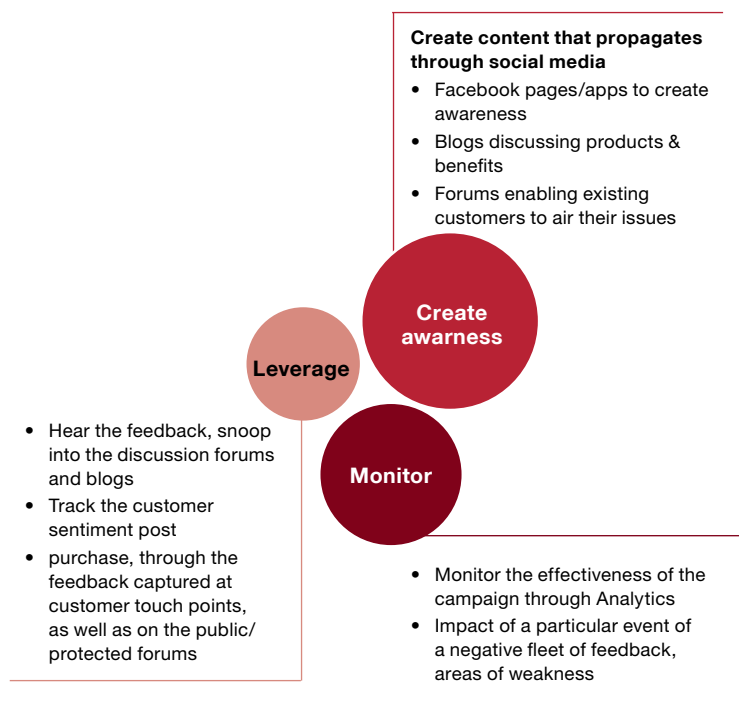 Create content that propagates
through social media
• Facebook pages/apps to create
awareness
• Blogs discussing products &
benefits
• Forums enabling existing
customers to air their issues
Create
awarness
Leverage
Monitor
• Hear the feedback, snoop
into the discussion forums
and blogs
• Track the customer
sentiment post
• purchase, through the
feedback captured at
customer touch points,
as well as on the public/
protected forums
• Monitor the effectiveness of the
campaign through Analytics
• Impact of a particular event of
a negative fleet of feedback,
areas of weakness